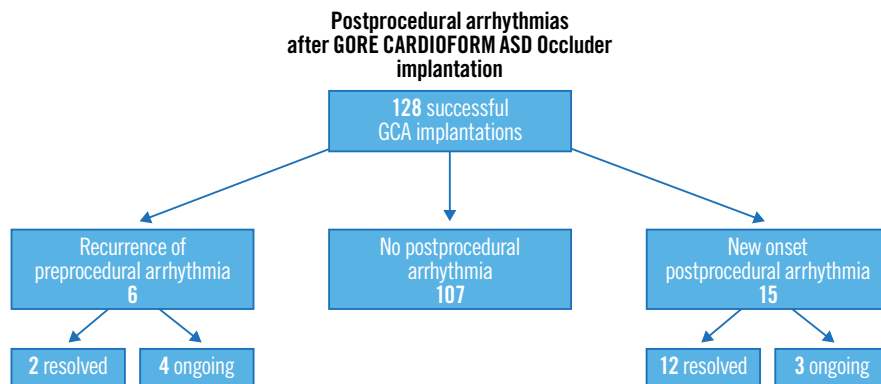 Postprocedural arrhythmias
after GORE CARDIOFORM ASD Occluder
implantation
128 successful
GCA implantations
Recurrence of
preprocedural arrhythmia
6
No postprocedural
arrhythmia
107
New onset
postprocedural arrhythmia
15
2 resolved
4 ongoing
12 resolved
3 ongoing